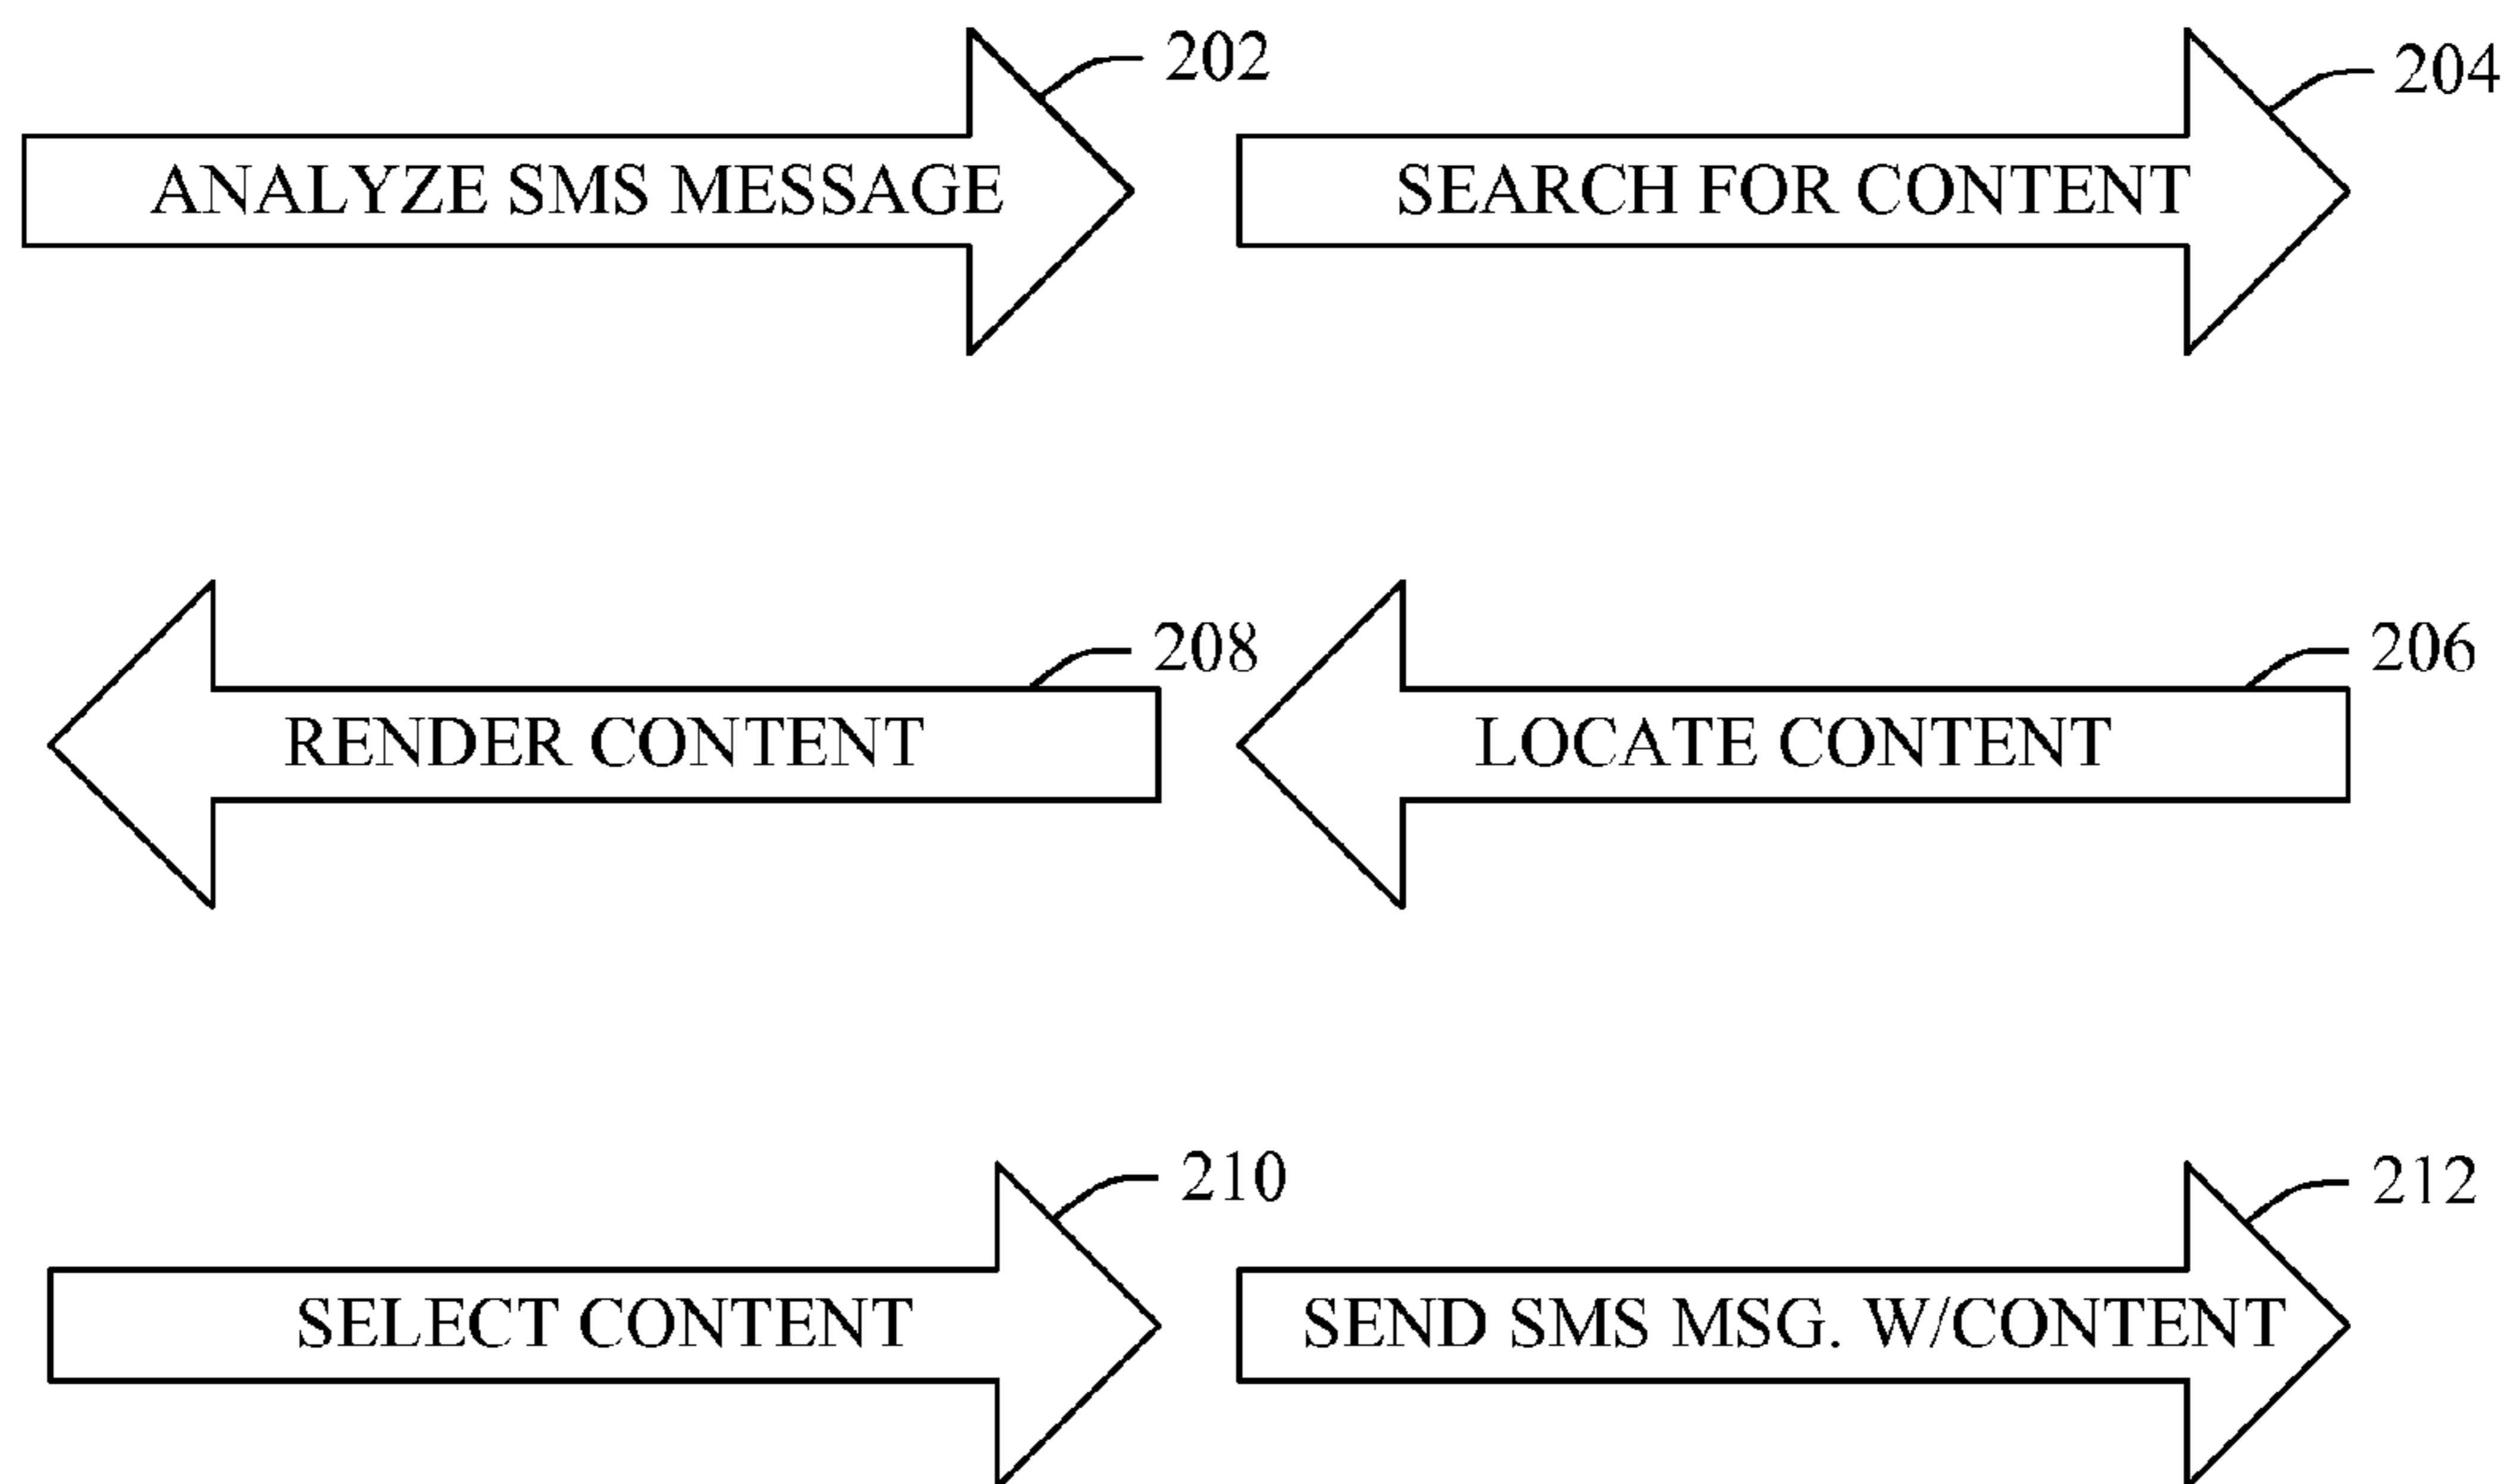 202
ANALYZE SMS MESSAGE
204
SEARCH FOR CONTENT
208
RENDER CONTENT
206
LOCATE CONTENT
210
SELECT CONTENT
212
SEND SMS MSG. W/CONTENT